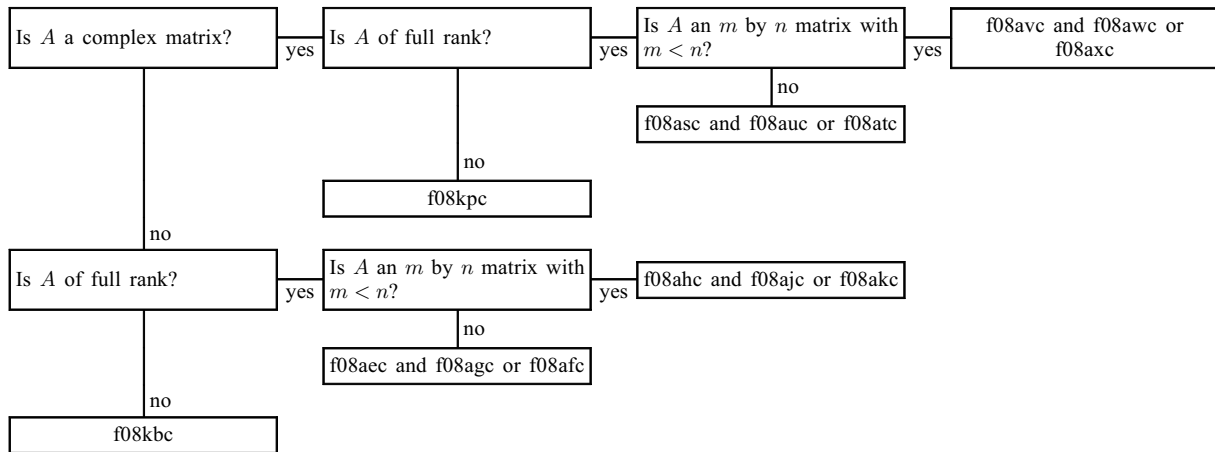 Is A a complex matrix?
yes
Is A of full rank?
yes
Is A an m by n matrix with
m < n?
yes
f08avc and f08awc or
f08axc
no
f08asc and f08auc or f08atc
no
f08kpc
no
Is A of full rank?
yes
Is A an m by n matrix with
m < n?
yes
f08ahc and f08ajc or f08akc
no
f08aec and f08agc or f08afc
no
f08kbc